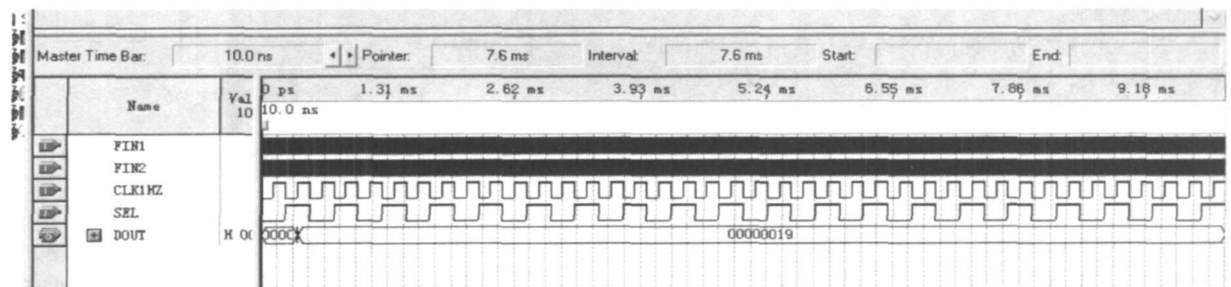 Master Time Bar: 10.0 ns Pointer: 7.6 ms Interval: 7.6 ms Start: End:
Name Val 10
0 ps 1.31 ms 2.62 ms 3.93 ms 5.24 ms 6.55 ms 7.86 ms 9.18 ms
10.0 ns
FIN1
FIN2
CLK1HZ
SEL
DOUT H 00 00000019